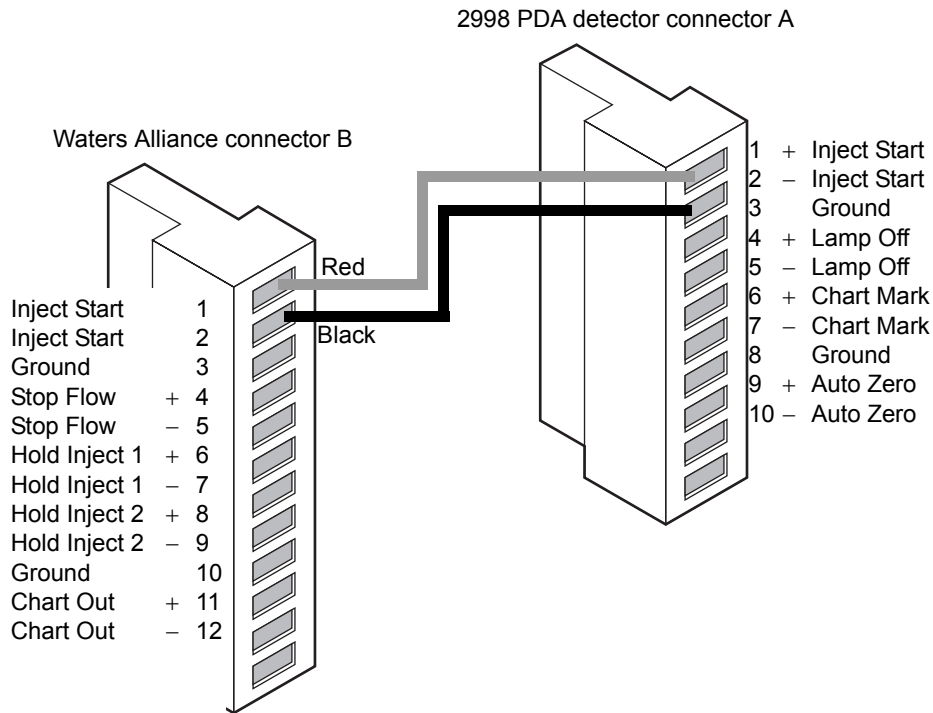 2998 PDA detector connector A
Waters Alliance connector B
1 + Inject Start
2 – Inject Start
3 Ground
4 + Lamp Off
5 – Lamp Off
6 + Chart Mark
7 – Chart Mark
8 Ground
9 + Auto Zero
10 – Auto Zero
Red
Black
Inject Start 1
Inject Start 2
Ground 3
Stop Flow + 4
Stop Flow – 5
Hold Inject 1 + 6
Hold Inject 1 – 7
Hold Inject 2 + 8
Hold Inject 2 – 9
Ground 10
Chart Out + 11
Chart Out – 12